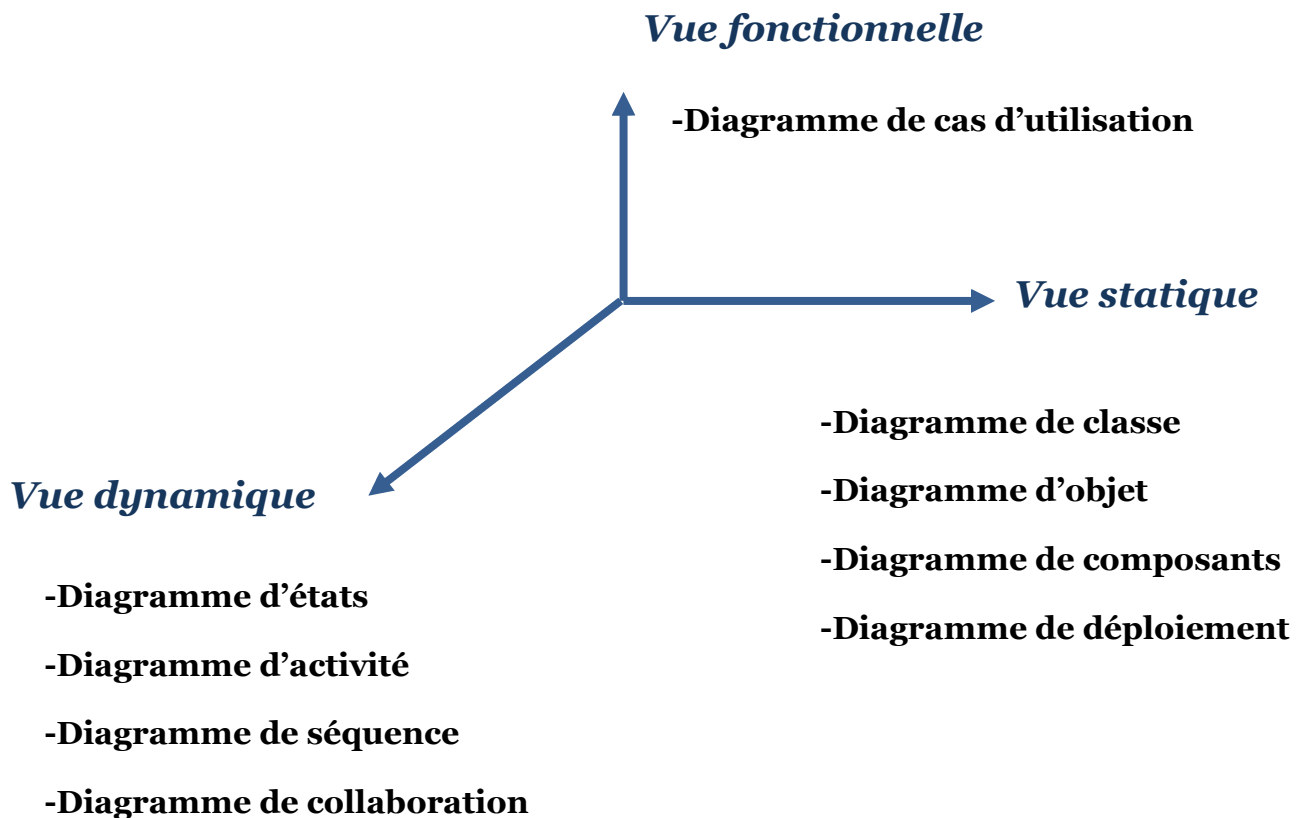 Vue fonctionnelle
-Diagramme de cas d’utilisation
Vue statique
-Diagramme de classe
-Diagramme d’objet
-Diagramme de composants
-Diagramme de déploiement
Vue dynamique
-Diagramme d’états
-Diagramme d’activité
-Diagramme de séquence
-Diagramme de collaboration